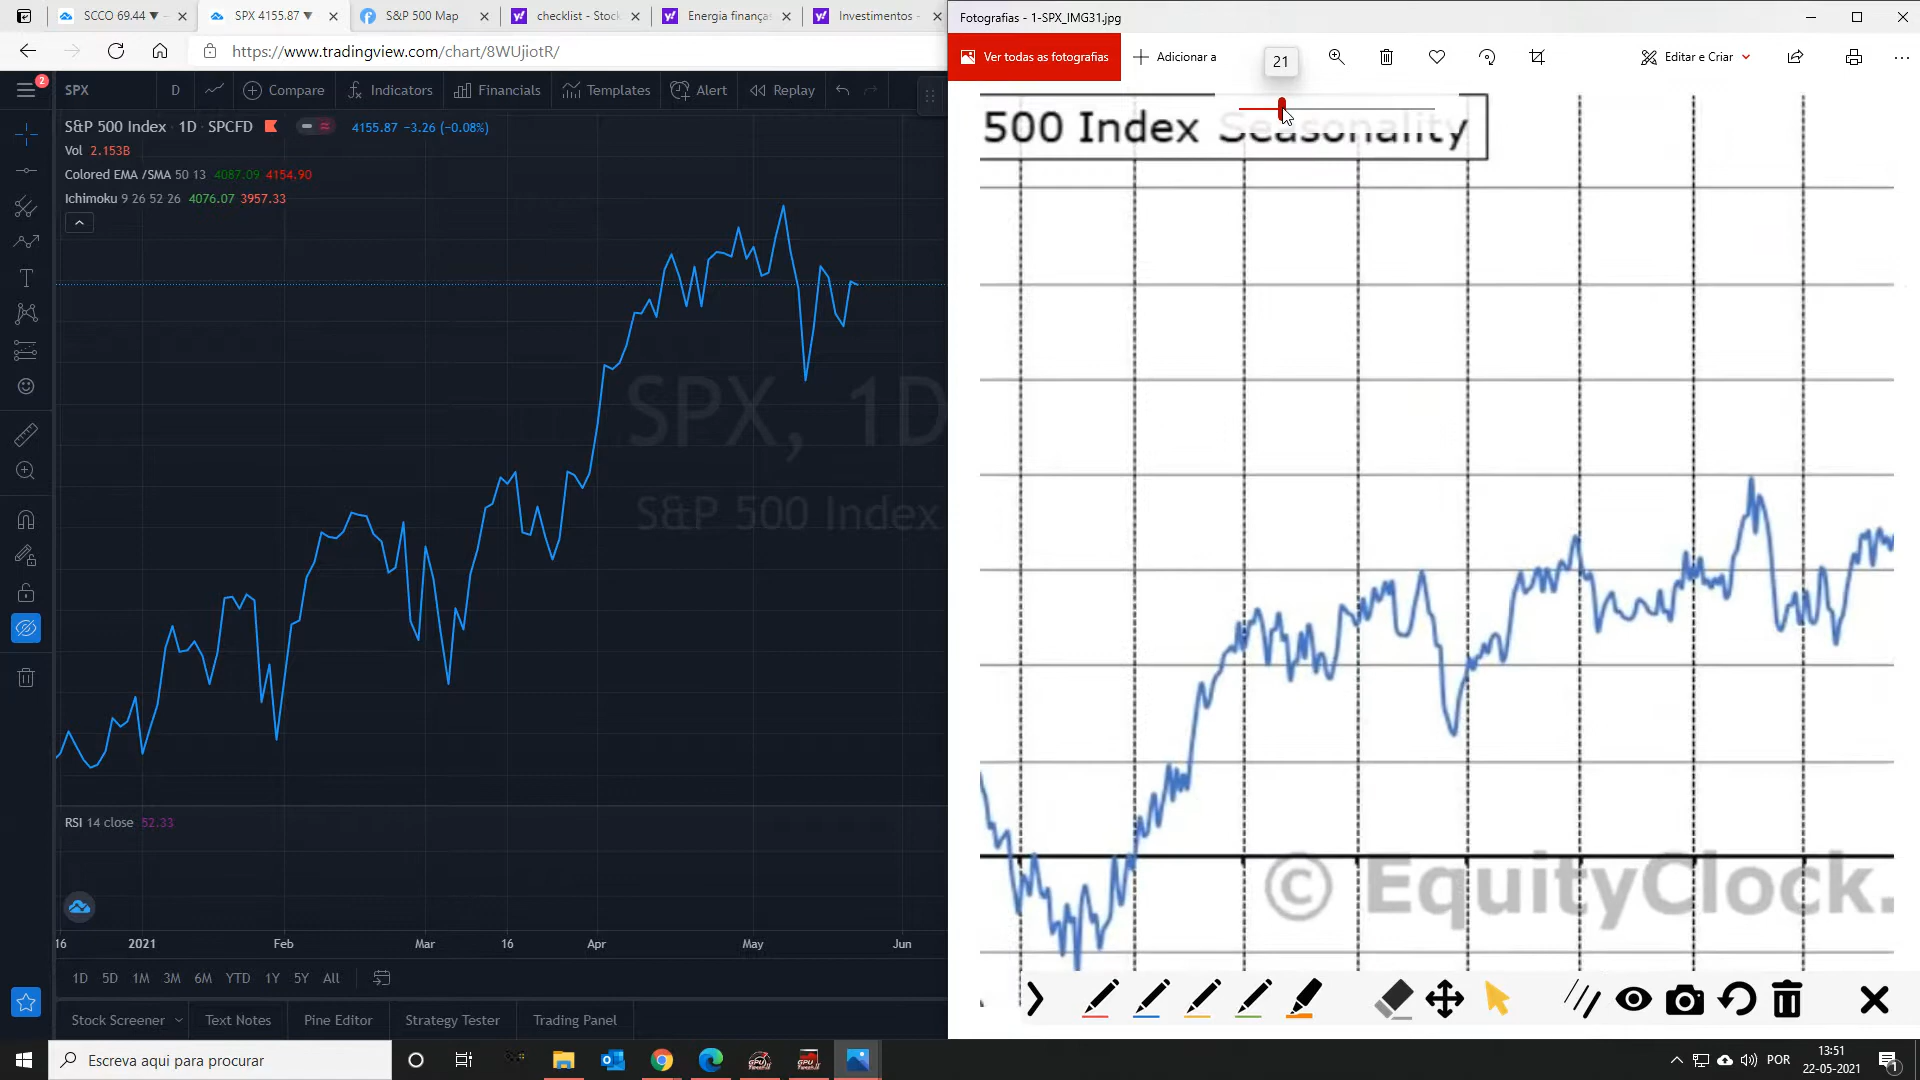 SCCO 69.44 ▼
SPX 4155.87 ▼
S&P 500 Map
checklist - Stock
Energia finança
Investimentos -
https://www.tradingview.com/chart/8WUjiotR/
2
SPX
D
Compare
Indicators
Financials
Templates
Alert
Replay
S&P 500 Index · 1D · SPCFD
4155.87 −3.26 (−0.08%)
Vol 2.153B
Colored EMA /SMA 50 13 4087.09 4154.90
Ichimoku 9 26 52 26 4076.07 3957.33
SPX, 1D
S&P 500 Index
RSI 14 close 52.33
16 2021 Feb Mar 16 Apr May Jun
1D 5D 1M 3M 6M YTD 1Y 5Y All
Stock Screener
Text Notes
Pine Editor
Strategy Tester
Trading Panel
Fotografias - 1-SPX_IMG31.jpg
Ver todas as fotografias
Adicionar a
21
Editar e Criar
500 Index Seasonality
© EquityClock.
Escreva aqui para procurar
POR
13:51
22-05-2021
1